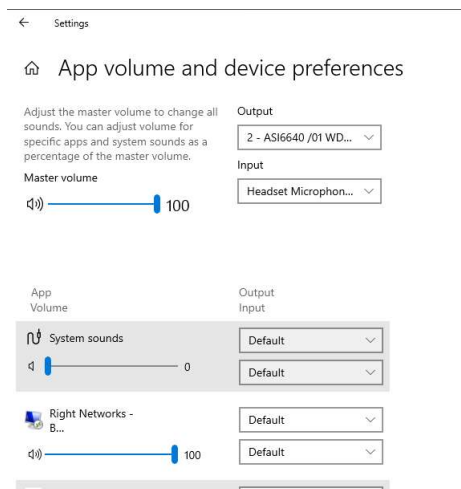 Settings
App volume and device preferences
Adjust the master volume to change all
sounds. You can adjust volume for
specific apps and system sounds as a
percentage of the master volume.
Master volume
100
Output
2 - ASI6640 /01 WD...
Input
Headset Microphon...
App
Volume
Output
Input
System sounds
0
Default
Default
Right Networks -
B...
100
Default
Default